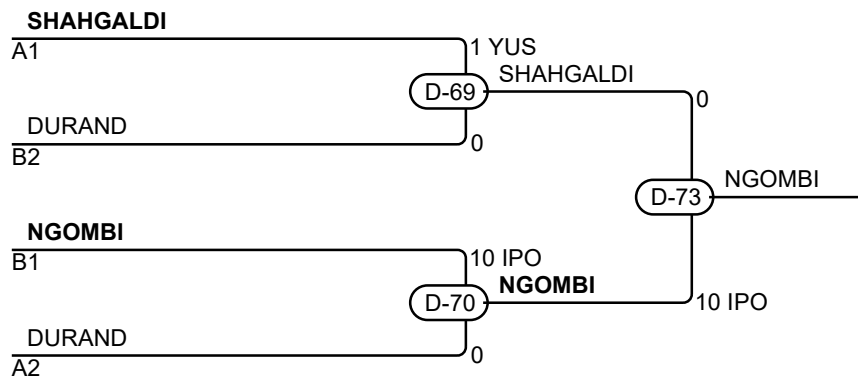 SHAHGALDI
A1
1 YUS
SHAHGALDI
D-69
0
DURAND
B2
0
D-73
NGOMBI
NGOMBI
B1
10 IPO
NGOMBI
D-70
10 IPO
DURAND
A2
0